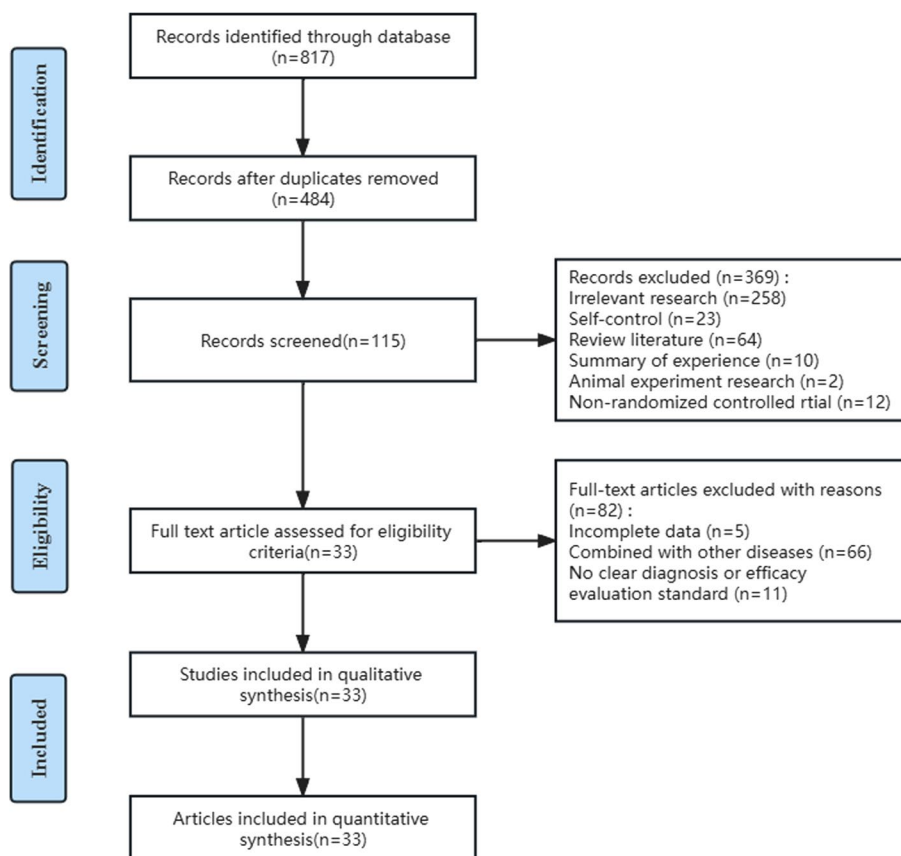 Identification
Records identified through database
(n=817)
Records after duplicates removed
(n=484)
Screening
Records screened(n=115)
Records excluded (n=369) :
Irrelevant research (n=258)
Self-control (n=23)
Review literature (n=64)
Summary of experience (n=10)
Animal experiment research (n=2)
Non-randomized controlled rtial (n=12)
Eligibility
Full text article assessed for eligibility
criteria(n=33)
Full-text articles excluded with reasons
(n=82) :
Incomplete data (n=5)
Combined with other diseases (n=66)
No clear diagnosis or efficacy
evaluation standard (n=11)
Included
Studies included in qualitative
synthesis(n=33)
Articles included in quantitative
synthesis(n=33)